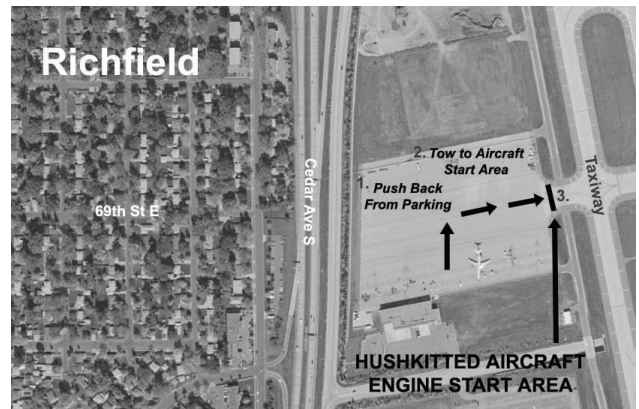 Richfield
69th St E
Cedar Ave S
1. Push Back
From Parking
2. Tow to Aircraft
Start Area
3.
Taxiway
HUSHKITTED AIRCRAFT
ENGINE START AREA